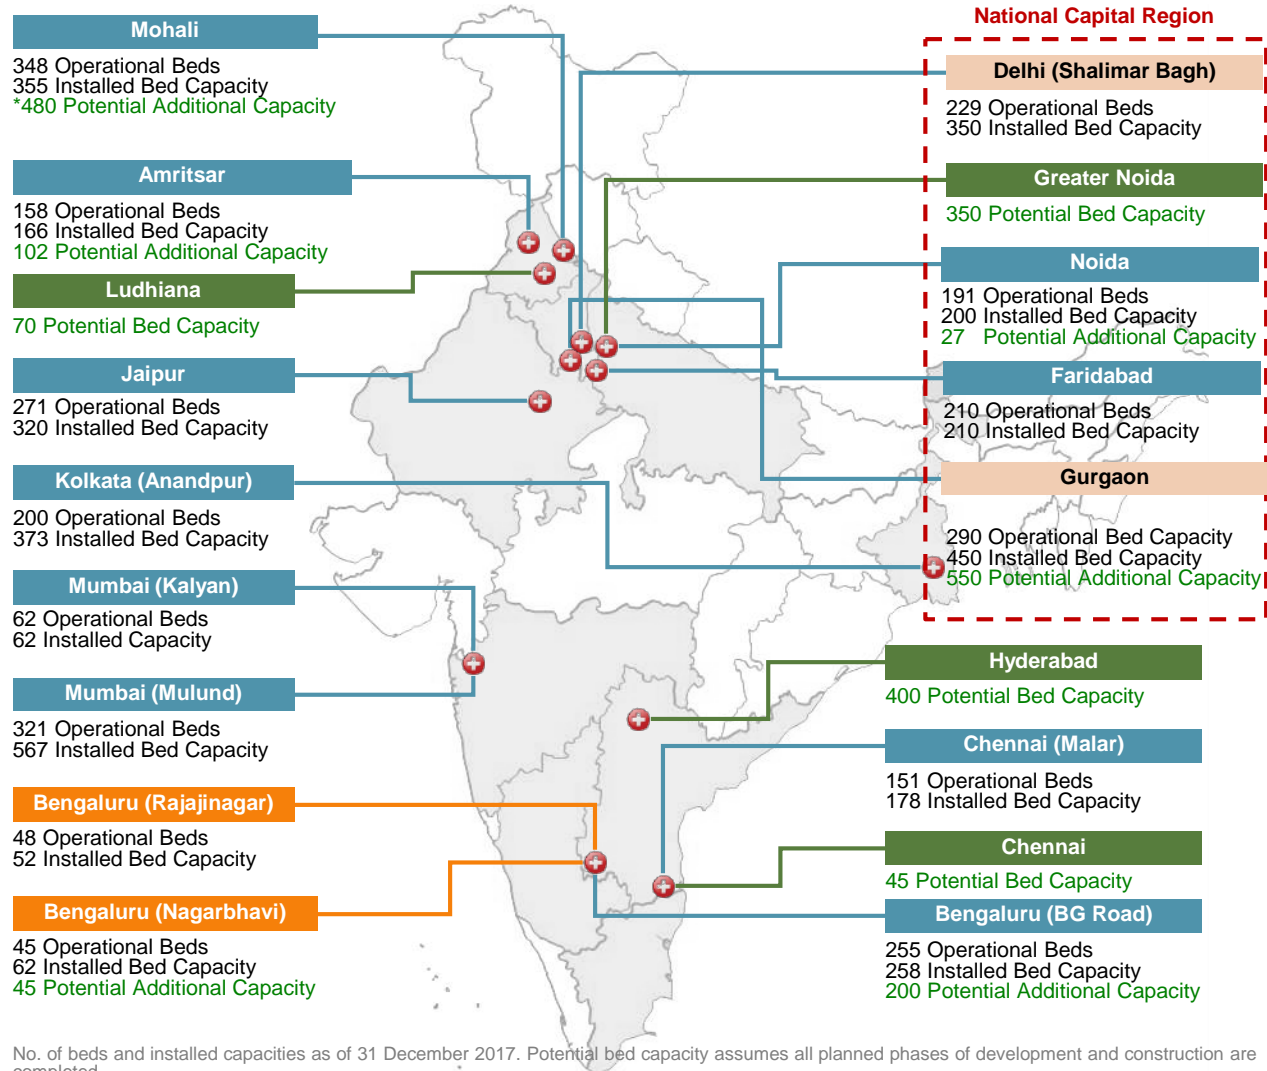 Mohali
348 Operational Beds
355 Installed Bed Capacity
*480 Potential Additional Capacity
Amritsar
158 Operational Beds
166 Installed Bed Capacity
102 Potential Additional Capacity
Ludhiana
70 Potential Bed Capacity
Jaipur
271 Operational Beds
320 Installed Bed Capacity
Kolkata (Anandpur)
200 Operational Beds
373 Installed Bed Capacity
Mumbai (Kalyan)
62 Operational Beds
62 Installed Capacity
Mumbai (Mulund)
321 Operational Beds
567 Installed Bed Capacity
Bengaluru (Rajajinagar)
48 Operational Beds
52 Installed Bed Capacity
Bengaluru (Nagarbhavi)
45 Operational Beds
62 Installed Bed Capacity
45 Potential Additional Capacity
National Capital Region
Delhi (Shalimar Bagh)
229 Operational Beds
350 Installed Bed Capacity
Greater Noida
350 Potential Bed Capacity
Noida
191 Operational Beds
200 Installed Bed Capacity
27 Potential Additional Capacity
Faridabad
210 Operational Beds
210 Installed Bed Capacity
Gurgaon
290 Operational Bed Capacity
450 Installed Bed Capacity
550 Potential Additional Capacity
Hyderabad
400 Potential Bed Capacity
Chennai (Malar)
151 Operational Beds
178 Installed Bed Capacity
Chennai
45 Potential Bed Capacity
Bengaluru (BG Road)
255 Operational Beds
258 Installed Bed Capacity
200 Potential Additional Capacity
No. of beds and installed capacities as of 31 December 2017. Potential bed capacity assumes all planned phases of development and construction are
completed